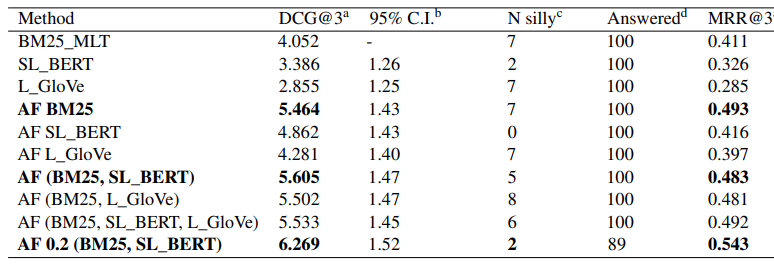 Method DCG@3a 95% C.I.b N sillyc Answeredd MRR@3
BM25_MLT 4.052 - 7 100 0.411
SL_BERT 3.386 1.26 2 100 0.326
L_GloVe 2.855 1.25 7 100 0.285
AF BM25 5.464 1.43 7 100 0.493
AF SL_BERT 4.862 1.43 0 100 0.416
AF L_GloVe 4.281 1.40 7 100 0.397
AF (BM25, SL_BERT) 5.605 1.47 5 100 0.483
AF (BM25, L_GloVe) 5.502 1.47 8 100 0.481
AF (BM25, SL_BERT, L_GloVe) 5.533 1.45 6 100 0.492
AF 0.2 (BM25, SL_BERT) 6.269 1.52 2 89 0.543